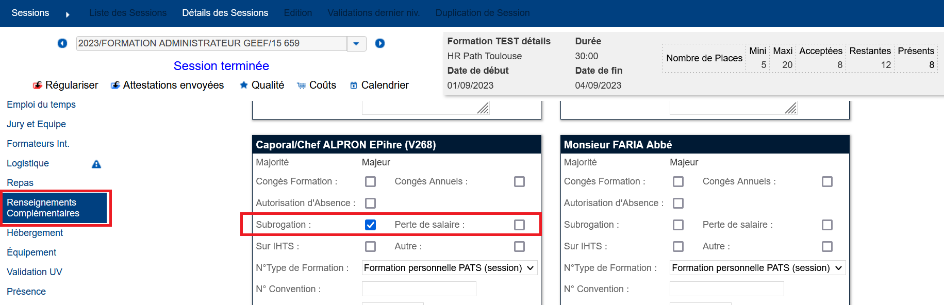 Sessions Liste des Sessions Détails des Sessions Edition Validations dernier niv. Duplication de Session
2023/FORMATION ADMINISTRATEUR GEEF/15 659
Session terminée
Régulariser Attestations envoyées Qualité Coûts Calendrier
Formation TEST détails Durée
HR Path Toulouse 30:00
Date de début Date de fin
01/09/2023 04/09/2023
Mini Maxi Acceptées Restantes Présents
Nombre de Places 5 20 8 12 8
Emploi du temps
Jury et Equipe
Formateurs Int.
Logistique
Repas
Renseignements
Complémentaires
Hébergement
Équipement
Validation UV
Présence
Caporal/Chef ALPRON EPihre (V268)
Majorité Majeur
Congés Formation : Congés Annuels :
Autorisation d'Absence :
Subrogation : Perte de salaire :
Sur IHTS : Autre :
N°Type de Formation : Formation personnelle PATS (session)
N° Convention :
Monsieur FARIA Abbé
Majorité Majeur
Congés Formation : Congés Annuels :
Autorisation d'Absence :
Subrogation : Perte de salaire :
Sur IHTS : Autre :
N°Type de Formation : Formation personnelle PATS (session)
N° Convention :